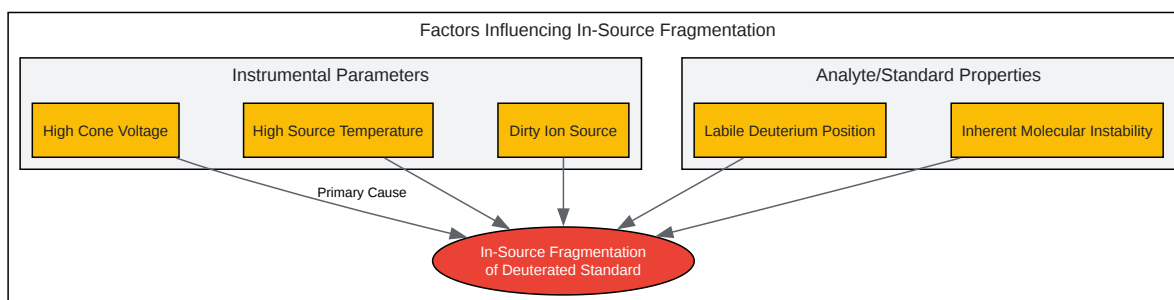 Factors Influencing In-Source Fragmentation
Instrumental Parameters
Analyte/Standard Properties
High Cone Voltage
High Source Temperature
Dirty Ion Source
Labile Deuterium Position
Inherent Molecular Instability
Primary Cause
In-Source Fragmentation
of Deuterated Standard